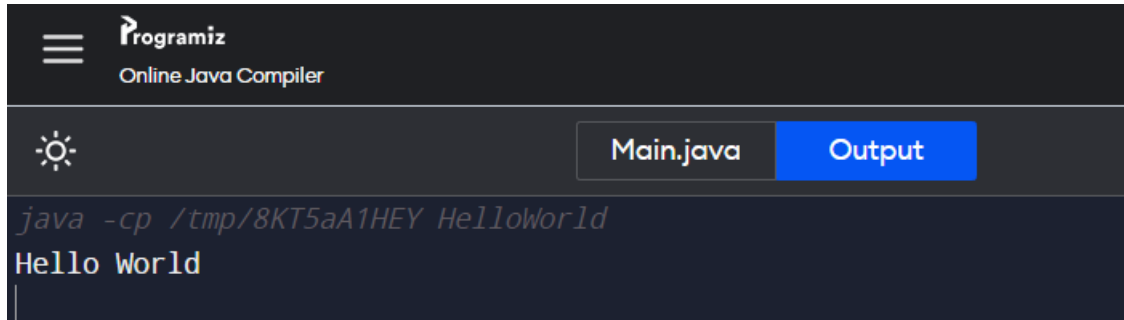 Programiz
Online Java Compiler
Main.java Output
java -cp /tmp/8KT5aA1HEY HelloWorld
Hello World